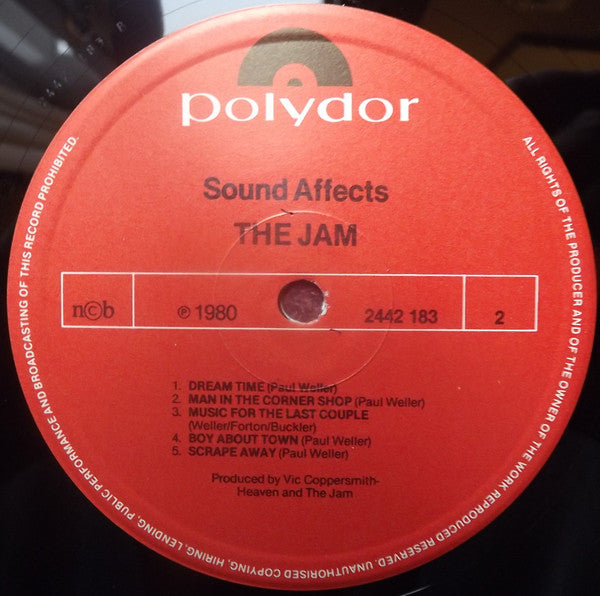 polydor
Sound Affects
THE JAM
n©b ℗ 1980 2442 183 2
1. DREAM TIME (Paul Weller)
2. MAN IN THE CORNER SHOP (Paul Weller)
3. MUSIC FOR THE LAST COUPLE
(Weller/Forton/Buckler)
4. BOY ABOUT TOWN (Paul Weller)
5. SCRAPE AWAY (Paul Weller)
Produced by Vic Coppersmith-
Heaven and The Jam
ALL RIGHTS OF THE PRODUCER AND OF THE OWNER OF THE WORK REPRODUCED RESERVED. UNAUTHORISED COPYING, HIRING, LENDING, PUBLIC PERFORMANCE AND BROADCASTING OF THIS RECORD PROHIBITED.